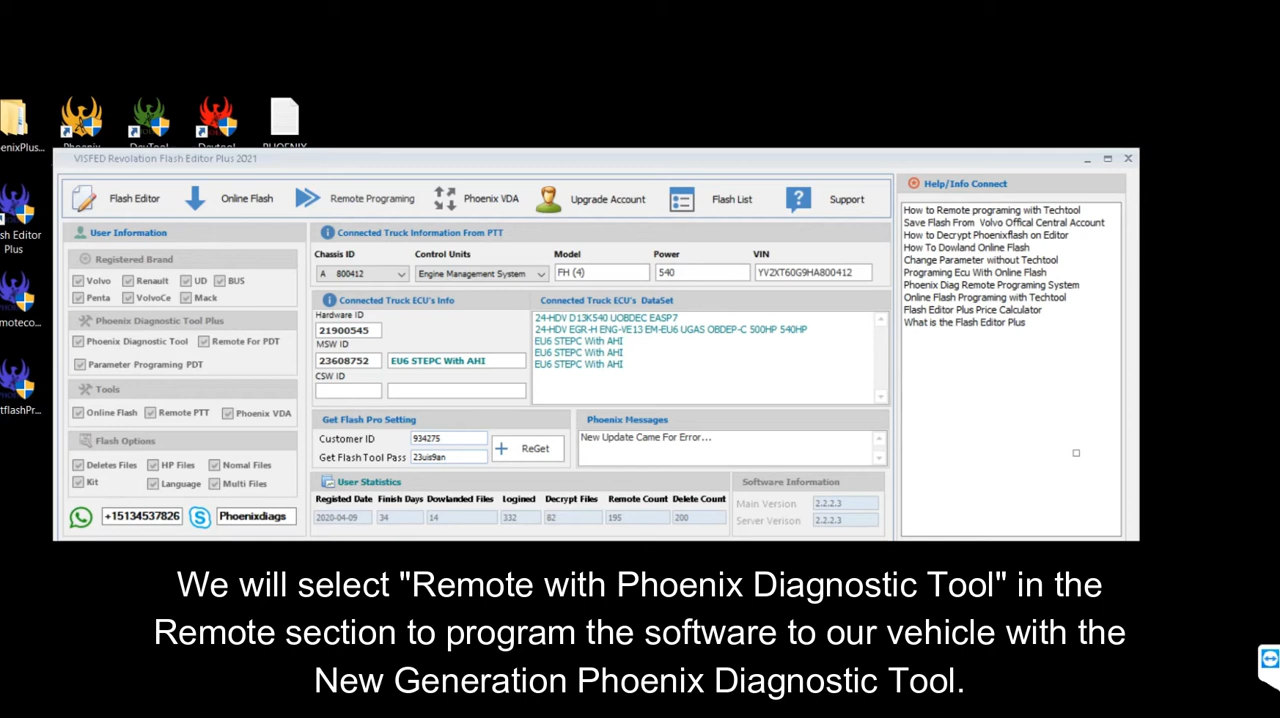 enixPlus...
Phoenix
DevTool
Devtool
PHOENIX
sh Editor
Plus
moteco...
tflashPr...
VISFED Revolation Flash Editor Plus 2021
Flash Editor
Online Flash
Remote Programing
Phoenix VDA
Upgrade Account
Flash List
Support
User Information
Registered Brand
Volvo Renault UD BUS
Penta VolvoCe Mack
Phoenix Diagnostic Tool Plus
Phoenix Diagnostic Tool Remote For PDT
Parameter Programing PDT
Tools
Online Flash Remote PTT Phoenix VDA
Flash Options
Deletes Files HP Files Nomal Files
Kit Language Multi Files
+15134537826 Phoenixdiags
Connected Truck Information From PTT
Chassis ID Control Units Model Power VIN
A 800412 Engine Management System FH (4) 540 YV2XT60G9HA800412
Connected Truck ECU's Info
Hardware ID
21900545
MSW ID
23608752 EU6 STEPC With AHI
CSW ID
Connected Truck ECU's DataSet
24-HDV D13K540 UOBDEC EASP7
24-HDV EGR-H ENG-VE13 EM-EU6 UGAS OBDEP-C 500HP 540HP
EU6 STEPC With AHI
EU6 STEPC With AHI
EU6 STEPC With AHI
Get Flash Pro Setting
Customer ID 934275
Get Flash Tool Pass 23uis9an
ReGet
Phoenix Messages
New Update Came For Error...
User Statistics
Registed Date Finish Days Dowlanded Files Logined Decrypt Files Remote Count Delete Count
2020-04-09 34 14 332 82 195 200
Software Information
Main Version 2.2.2.3
Server Verison 2.2.2.3
Help/Info Connect
How to Remote programing with Techtool
Save Flash From Volvo Offical Central Account
How to Decrypt Phoenixflash on Editor
How To Dowland Online Flash
Change Parameter without Techtool
Programing Ecu With Online Flash
Phoenix Diag Remote Programing System
Online Flash Programing with Techtool
Flash Editor Plus Price Calculator
What is the Flash Editor Plus
We will select "Remote with Phoenix Diagnostic Tool" in the
Remote section to program the software to our vehicle with the
New Generation Phoenix Diagnostic Tool.